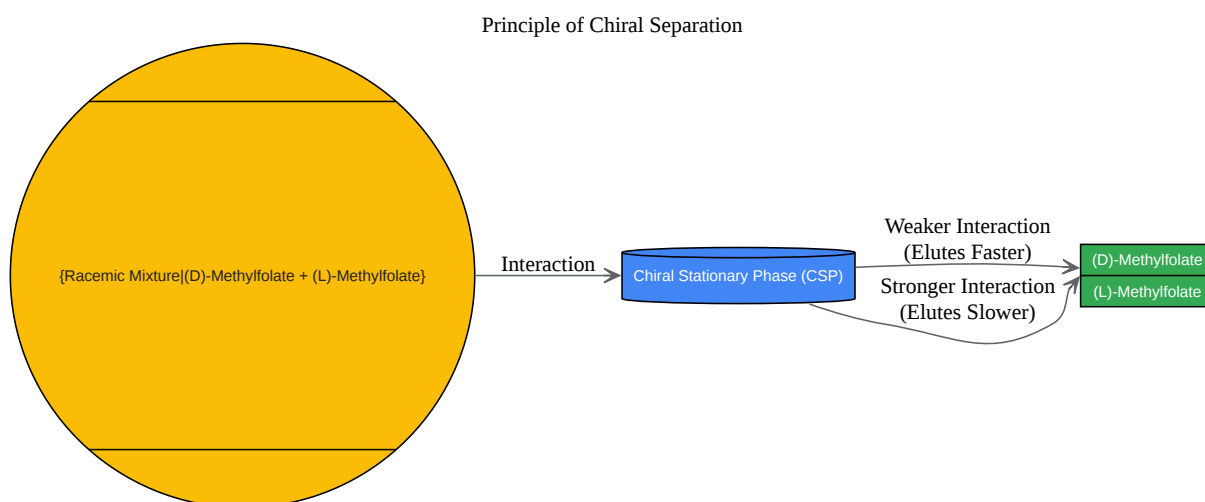 Principle of Chiral Separation
{Racemic Mixture|(D)-Methylfolate + (L)-Methylfolate}
Interaction
Chiral Stationary Phase (CSP)
Weaker Interaction
(Elutes Faster)
Stronger Interaction
(Elutes Slower)
(D)-Methylfolate
(L)-Methylfolate